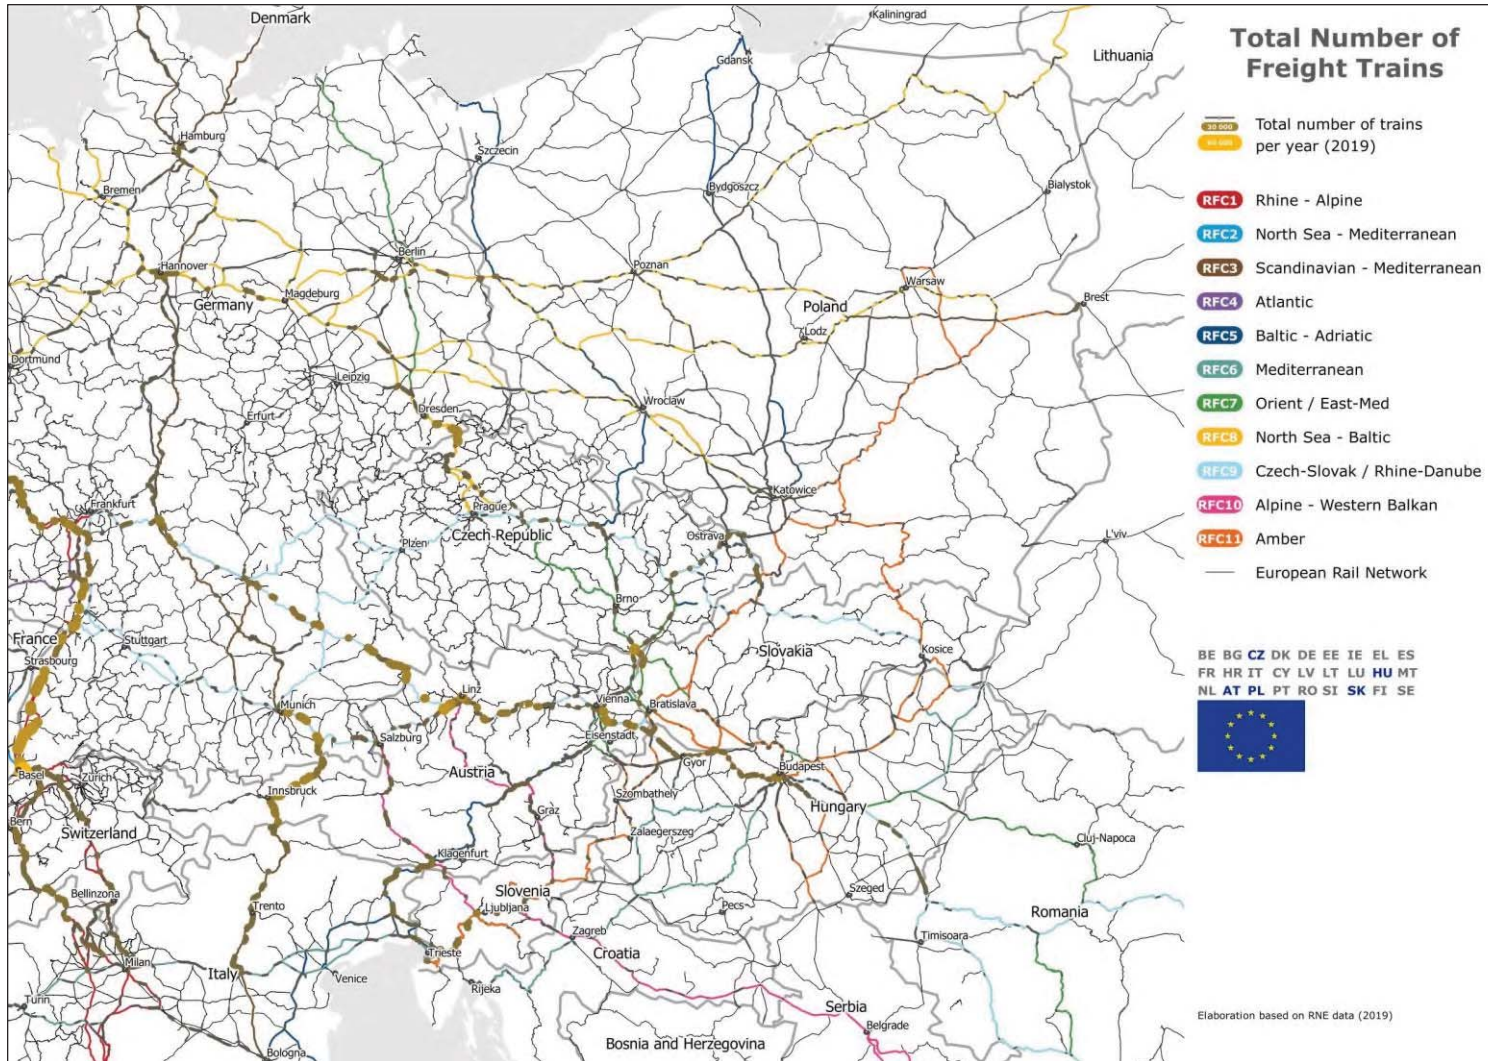 Total Number of
Freight Trains
30 000
Total number of trains
per year (2019)
RFC1 Rhine - Alpine
RFC2 North Sea - Mediterranean
RFC3 Scandinavian - Mediterranean
RFC4 Atlantic
RFC5 Baltic - Adriatic
RFC6 Mediterranean
RFC7 Orient / East-Med
RFC8 North Sea - Baltic
RFC9 Czech-Slovak / Rhine-Danube
RFC10 Alpine - Western Balkan
RFC11 Amber
European Rail Network
BE BG CZ DK DE EE IE EL ES
FR HR IT CY LV LT LU HU MT
NL AT PL PT RO SI SK FI SE
Elaboration based on RNE data (2019)
Denmark
Kaliningrad
Lithuania
Gdansk
Hamburg
Szczecin
Bremen
Bydgoszcz
Bialystok
Berlin
Hannover
Poznan
Magdeburg
Germany
Warsaw
Poland
Brest
Lodz
Dortmund
Leipzig
Wroclaw
Dresden
Erfurt
Katowice
Frankfurt
Prague
Czech Republic
Ostrava
L'viv
Plzen
Brno
France
Stuttgart
Slovakia
Strasbourg
Kosice
Linz
Munich
Vienna
Bratislava
Salzburg
Eisenstadt
Gyor
Basel
Zürich
Austria
Budapest
Innsbruck
Szombathely
Hungary
Bern
Switzerland
Graz
Zalaegerszeg
Cluj-Napoca
Klagenfurt
Bellinzona
Slovenia
Szeged
Trento
Ljubljana
Pecs
Romania
Zagreb
Timisoara
Trieste
Croatia
Milan
Italy
Venice
Rijeka
Turin
Serbia
Belgrade
Bologna
Bosnia and Herzegovina